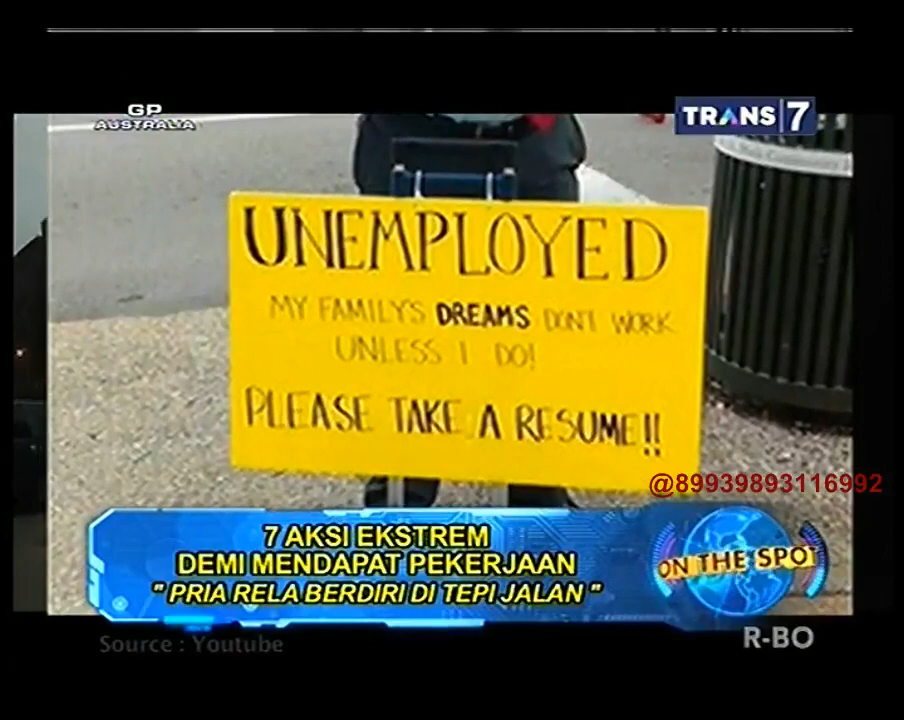 GP
AUSTRALIA
TRANS 7
UNEMPLOYED
MY FAMILY'S DREAMS DON'T WORK
UNLESS I DO!
PLEASE TAKE A RESUME!!
@89939893116992
7 AKSI EKSTREM
DEMI MENDAPAT PEKERJAAN
" PRIA RELA BERDIRI DI TEPI JALAN "
ON THE SPOT
Source : Youtube
R-BO